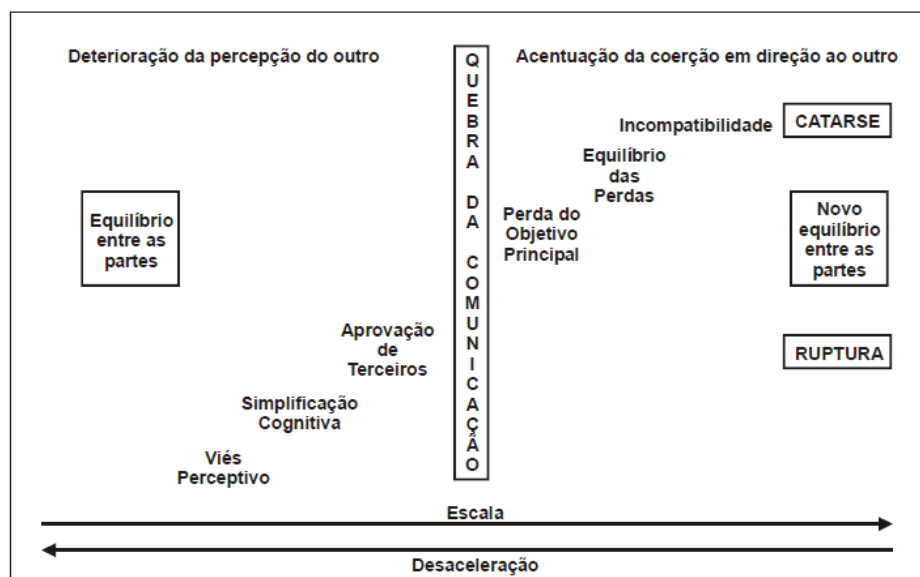 Deterioração da percepção do outro
Acentuação da coerção em direção ao outro
QUEBRA DA COMUNICAÇÃO
Equilíbrio
entre as
partes
Viés
Perceptivo
Simplificação
Cognitiva
Aprovação
de
Terceiros
Perda do
Objetivo
Principal
Equilíbrio
das
Perdas
Incompatibilidade
CATARSE
Novo
equilíbrio
entre as
partes
RUPTURA
Escala
Desaceleração